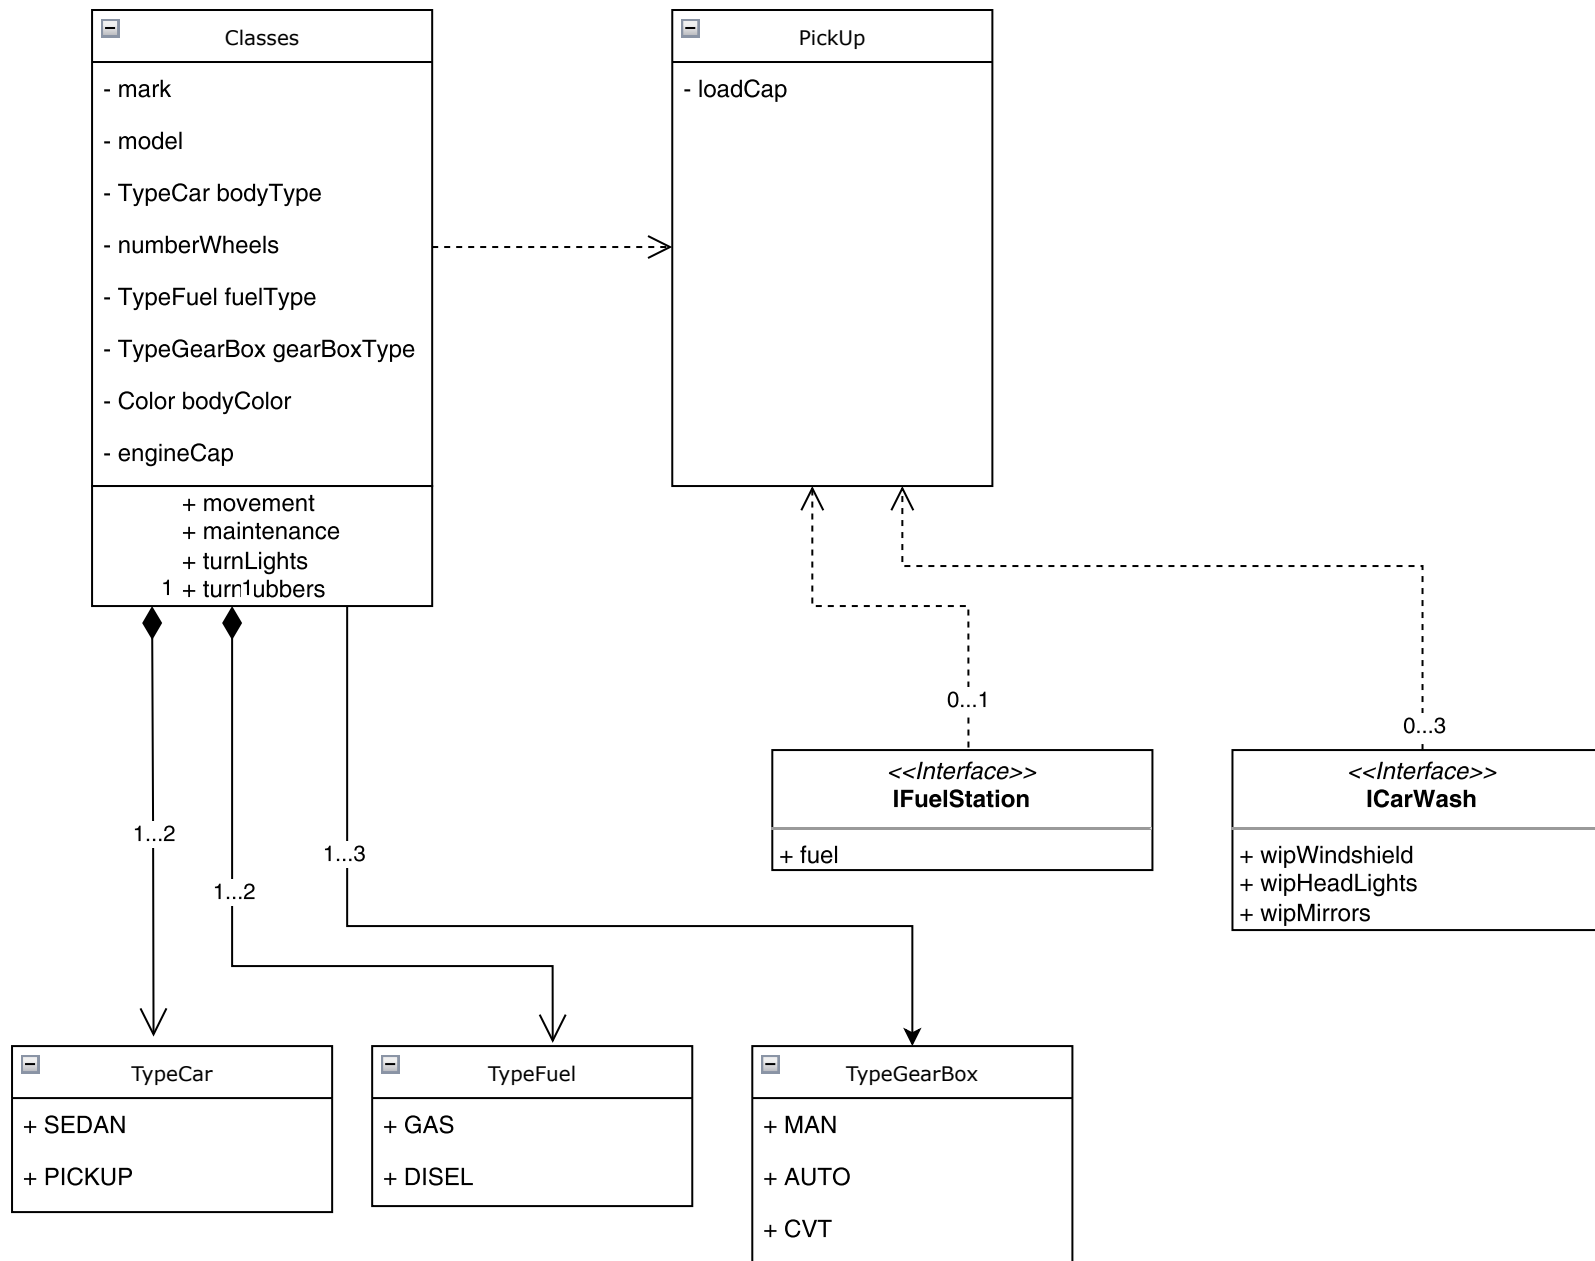 Classes
- mark
- model
- TypeCar bodyType
- numberWheels
- TypeFuel fuelType
- TypeGearBox gearBoxType
- Color bodyColor
- engineCap
+ movement
+ maintenance
+ turnLights
1 + turn1ubbers
PickUp
- loadCap
0...1
0...3
<<Interface>>
IFuelStation
+ fuel
<<Interface>>
ICarWash
+ wipWindshield
+ wipHeadLights
+ wipMirrors
1...2
1...2
1...3
TypeCar
+ SEDAN
+ PICKUP
TypeFuel
+ GAS
+ DISEL
TypeGearBox
+ MAN
+ AUTO
+ CVT